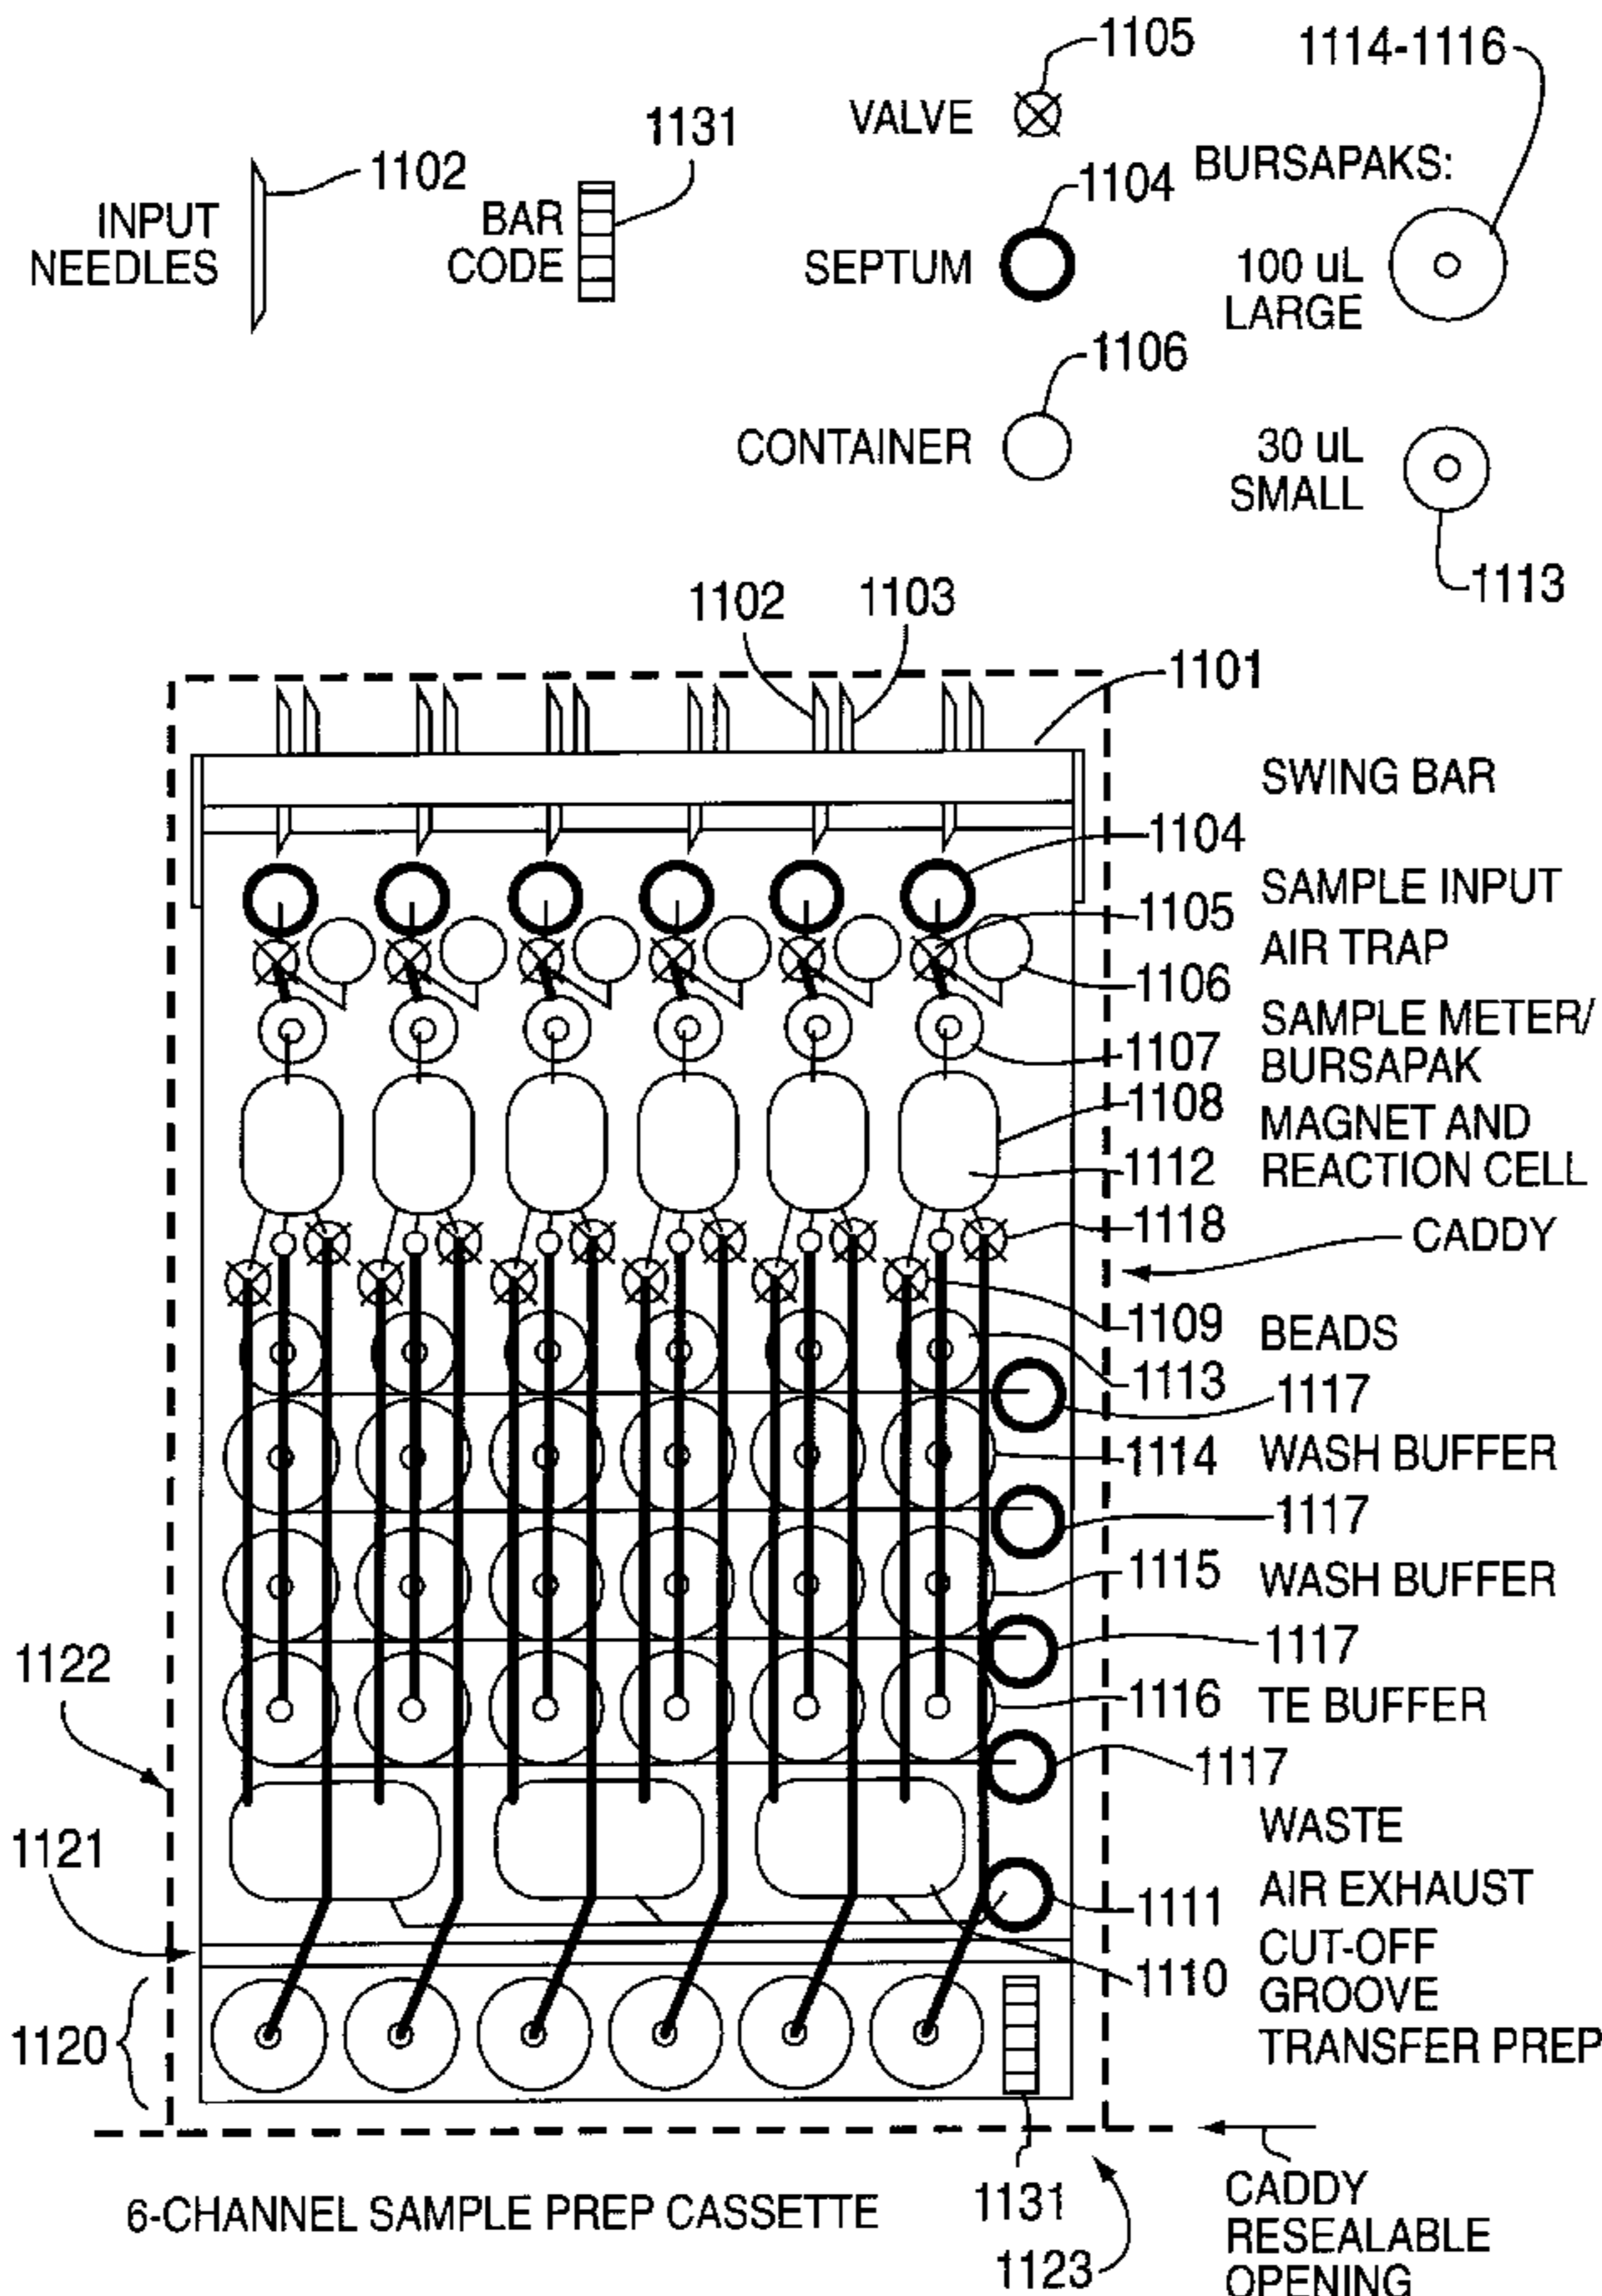 1105
1114-1116
VALVE
1131
1102
BURSAPAKS:
1104
INPUT
NEEDLES
BAR
CODE
SEPTUM
100 uL
LARGE
1106
CONTAINER
30 uL
SMALL
1113
1102
1103
1101
SWING BAR
1104
SAMPLE INPUT
1105
AIR TRAP
1106
SAMPLE METER/
BURSAPAK
1107
1108
MAGNET AND
REACTION CELL
1112
1118
CADDY
1109
BEADS
1113
1117
1114
WASH BUFFER
1117
1115
WASH BUFFER
1117
1122
1116
TE BUFFER
1117
WASTE
1121
1111
AIR EXHAUST
CUT-OFF
GROOVE
1110
1120
TRANSFER PREP
6-CHANNEL SAMPLE PREP CASSETTE
1131
1123
CADDY
RESEALABLE
OPENING